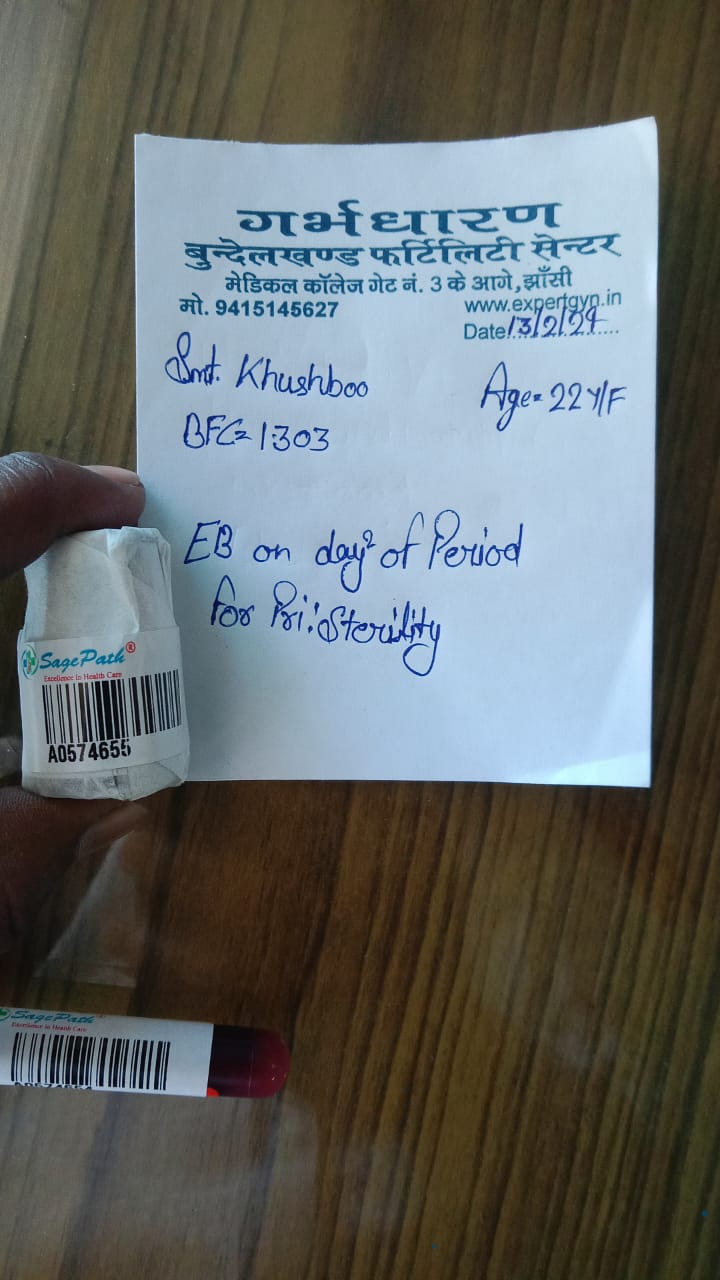 गर्भधारण
बुन्देलखण्ड फर्टिलिटी सेन्टर
मेडिकल कॉलेज गेट नं. 3 के आगे, झाँसी
मो. 9415145627 www.expertgyn.in
Date 13/2/24
Smt. Khushboo Age= 22 Y/F
BFC= 1303
EB on day 2 of Period
for Pri: Sterility
SagePath®
Excellence In Health Care
A0574655
SagePath
Excellence In Health Care